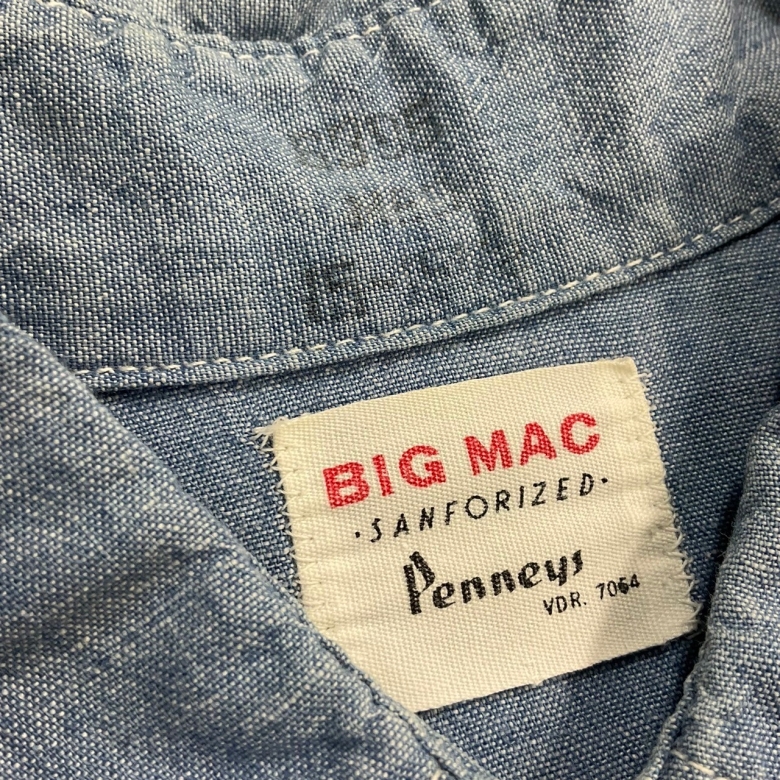 BIG MAC
·SANFORIZED·
Penneys
VDR. 7064